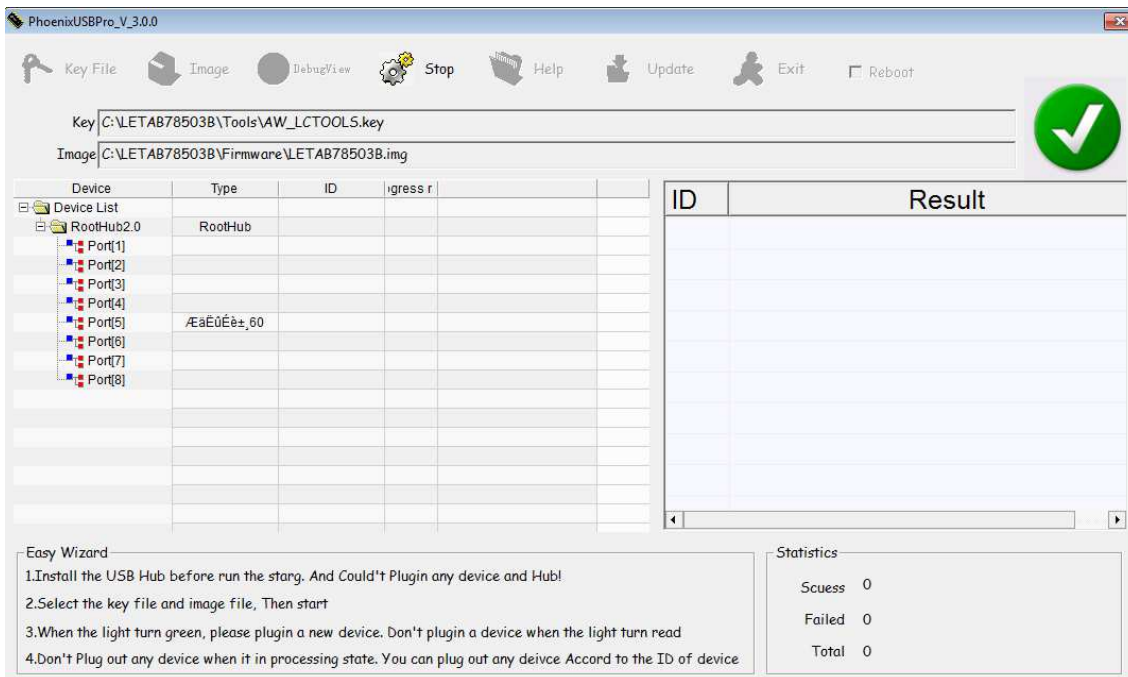 PhoenixUSBPro_V_3.0.0
Key File Image DebugView Stop Help Update Exit Reboot
Key C:\LETAB78503B\Tools\AW_LCTOOLS.key
Image C:\LETAB78503B\Firmware\LETAB78503B.img
Device Type ID ogress r
Device List
RootHub2.0 RootHub
Port[1]
Port[2]
Port[3]
Port[4]
Port[5] ÆäËûÉè±¸60
Port[6]
Port[7]
Port[8]
ID Result
Easy Wizard
1.Install the USB Hub before run the starg. And Could't Plugin any device and Hub!
2.Select the key file and image file, Then start
3.When the light turn green, please plugin a new device. Don't plugin a device when the light turn read
4.Don't Plug out any device when it in processing state. You can plug out any deivce Accord to the ID of device
Statistics
Scuess 0
Failed 0
Total 0